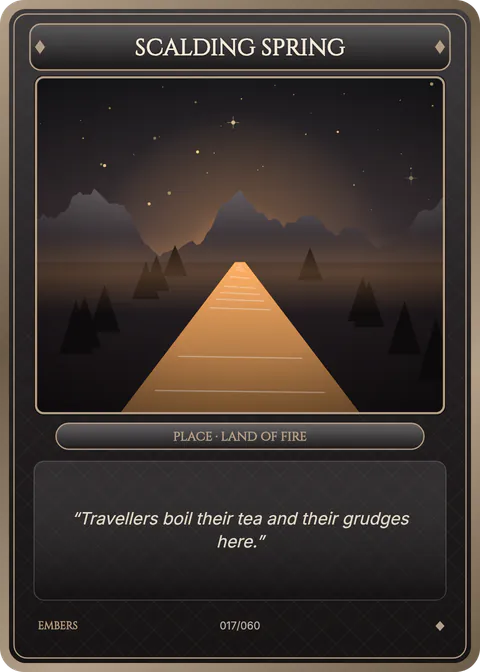 SCALDING SPRING
PLACE · LAND OF FIRE
“Travellers boil their tea and their grudges
here.”
EMBERS
017/060